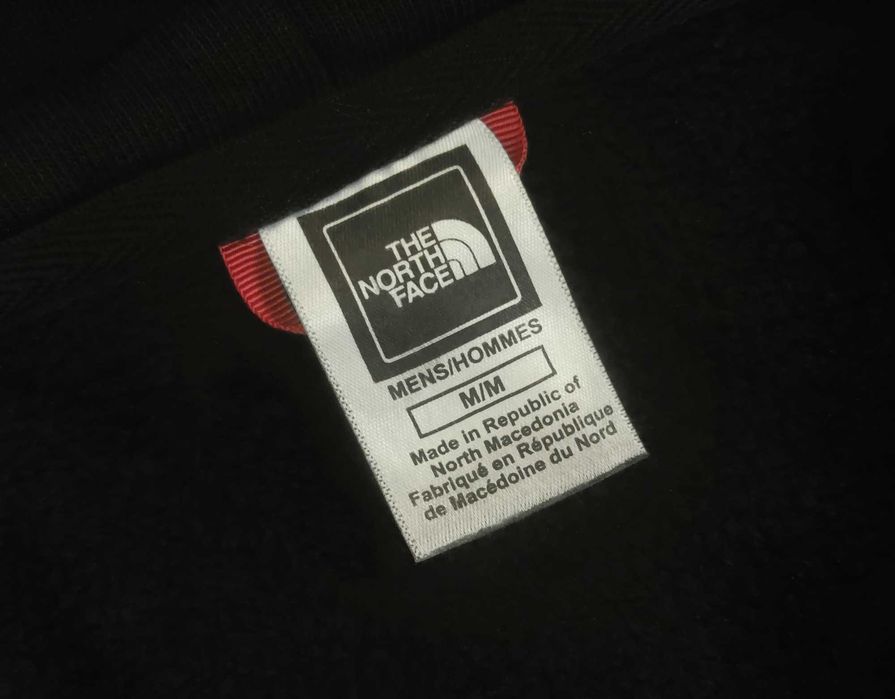 THE
NORTH
FACE
MENS/HOMMES
M/M
Made in Republic of
North Macedonia
Fabriqué en République
de Macédoine du Nord